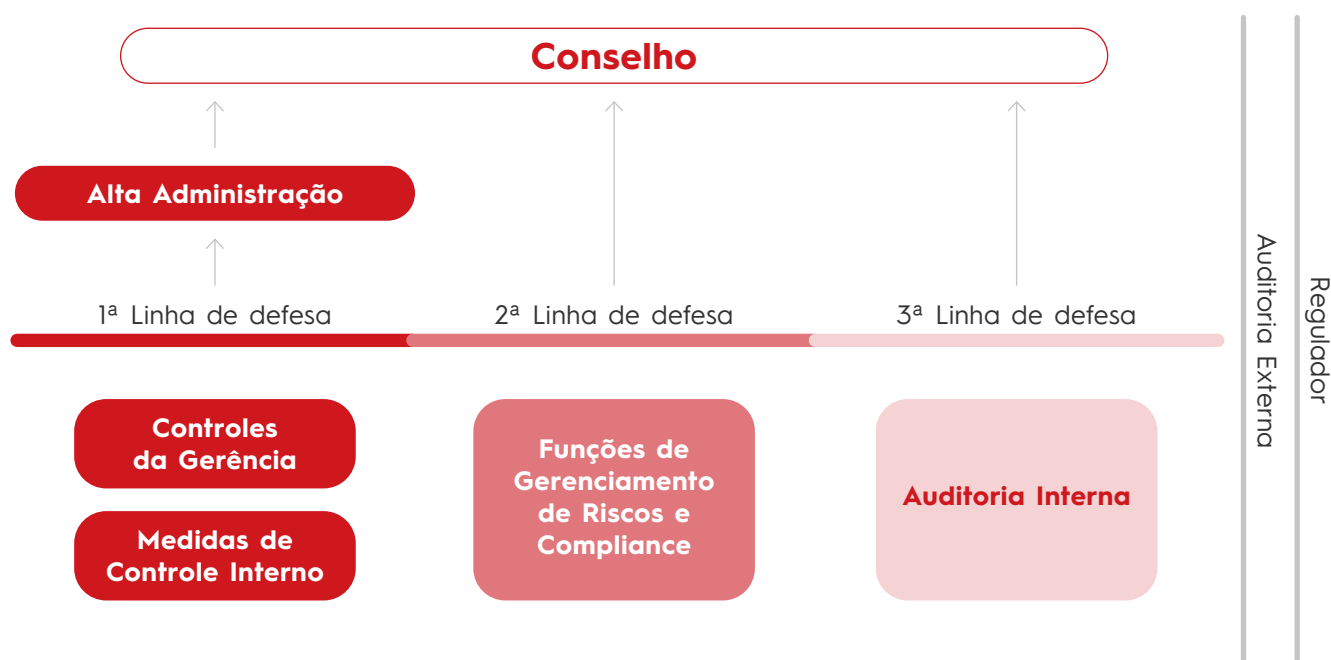 Conselho
Alta Administração
1ª Linha de defesa
2ª Linha de defesa
3ª Linha de defesa
Controles
da Gerência
Medidas de
Controle Interno
Funções de
Gerenciamento
de Riscos e
Compliance
Auditoria Interna
Auditoria Externa
Regulador